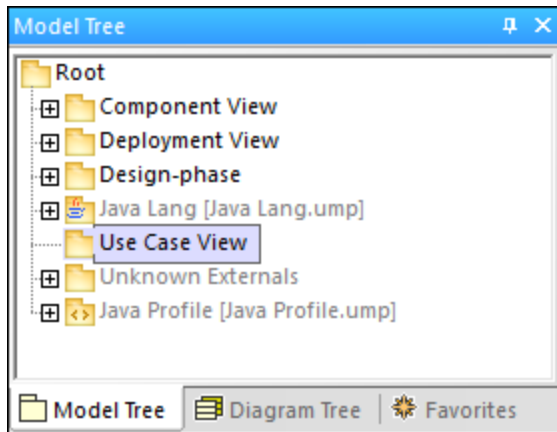 Model Tree
Root
Component View
Deployment View
Design-phase
Java Lang [Java Lang.ump]
Use Case View
Unknown Externals
Java Profile [Java Profile.ump]
Model Tree Diagram Tree Favorites